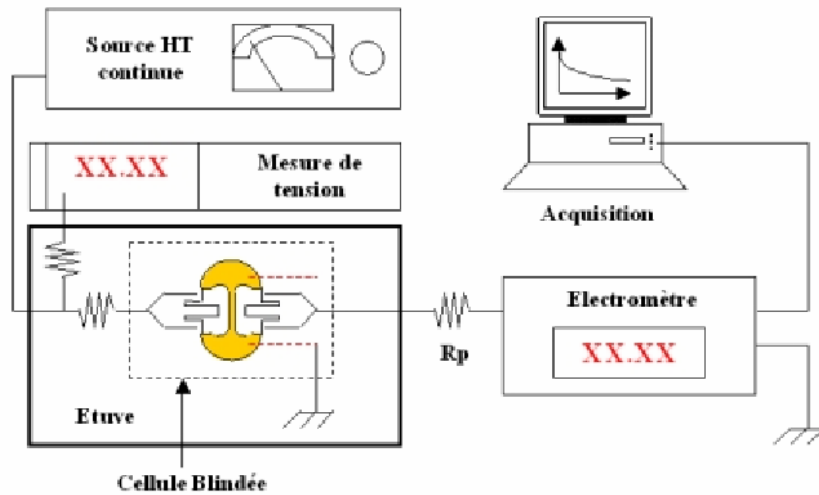 Source HT
continue
XX.XX
Mesure de
tension
Acquisition
Electromètre
XX.XX
Rp
Etuve
Cellule Blindée